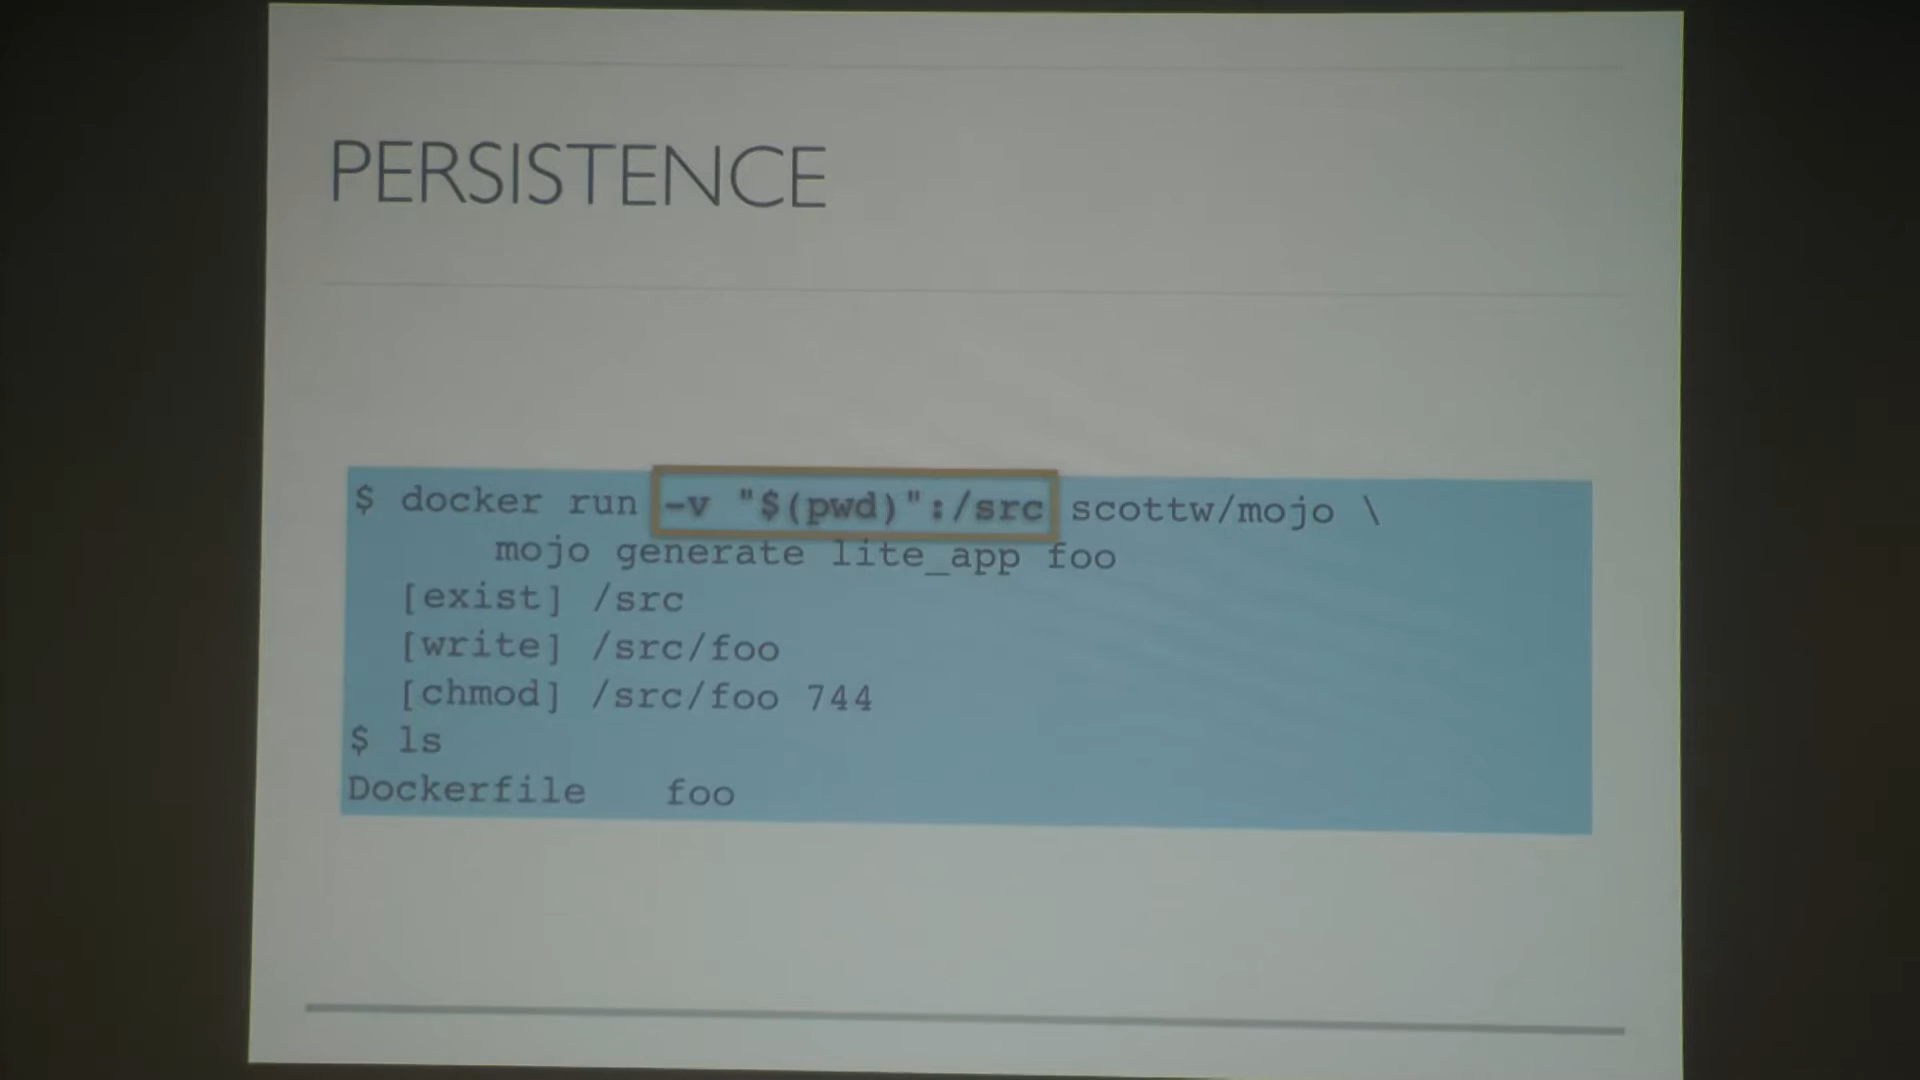 PERSISTENCE
$ docker run -v "$(pwd)":/src scottw/mojo \
mojo generate lite_app foo
[exist] /src
[write] /src/foo
[chmod] /src/foo 744
$ ls
Dockerfile foo